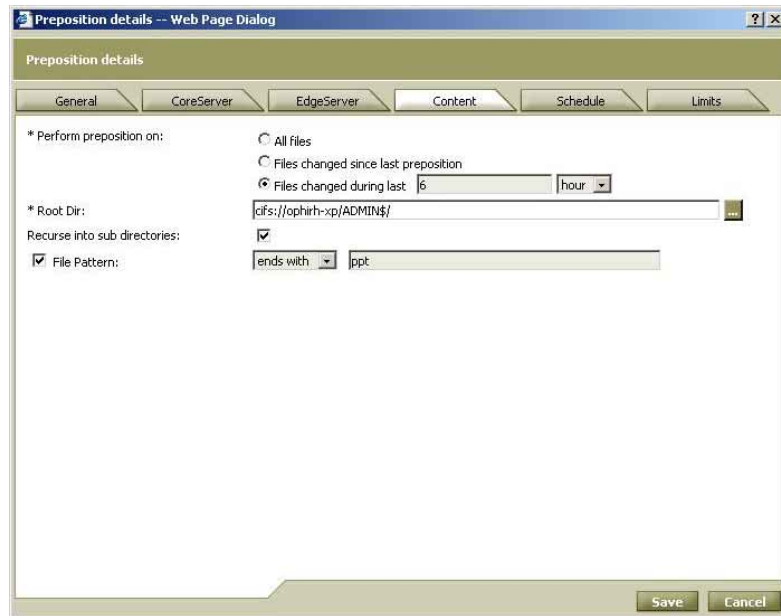 Preposition details -- Web Page Dialog
Preposition details
General CoreServer EdgeServer Content Schedule Limits
* Perform preposition on:
All files
Files changed since last preposition
Files changed during last 6 hour
* Root Dir: cifs://ophirh-xp/ADMIN$/ ...
Recurse into sub directories:
File Pattern: ends with ppt
Save Cancel